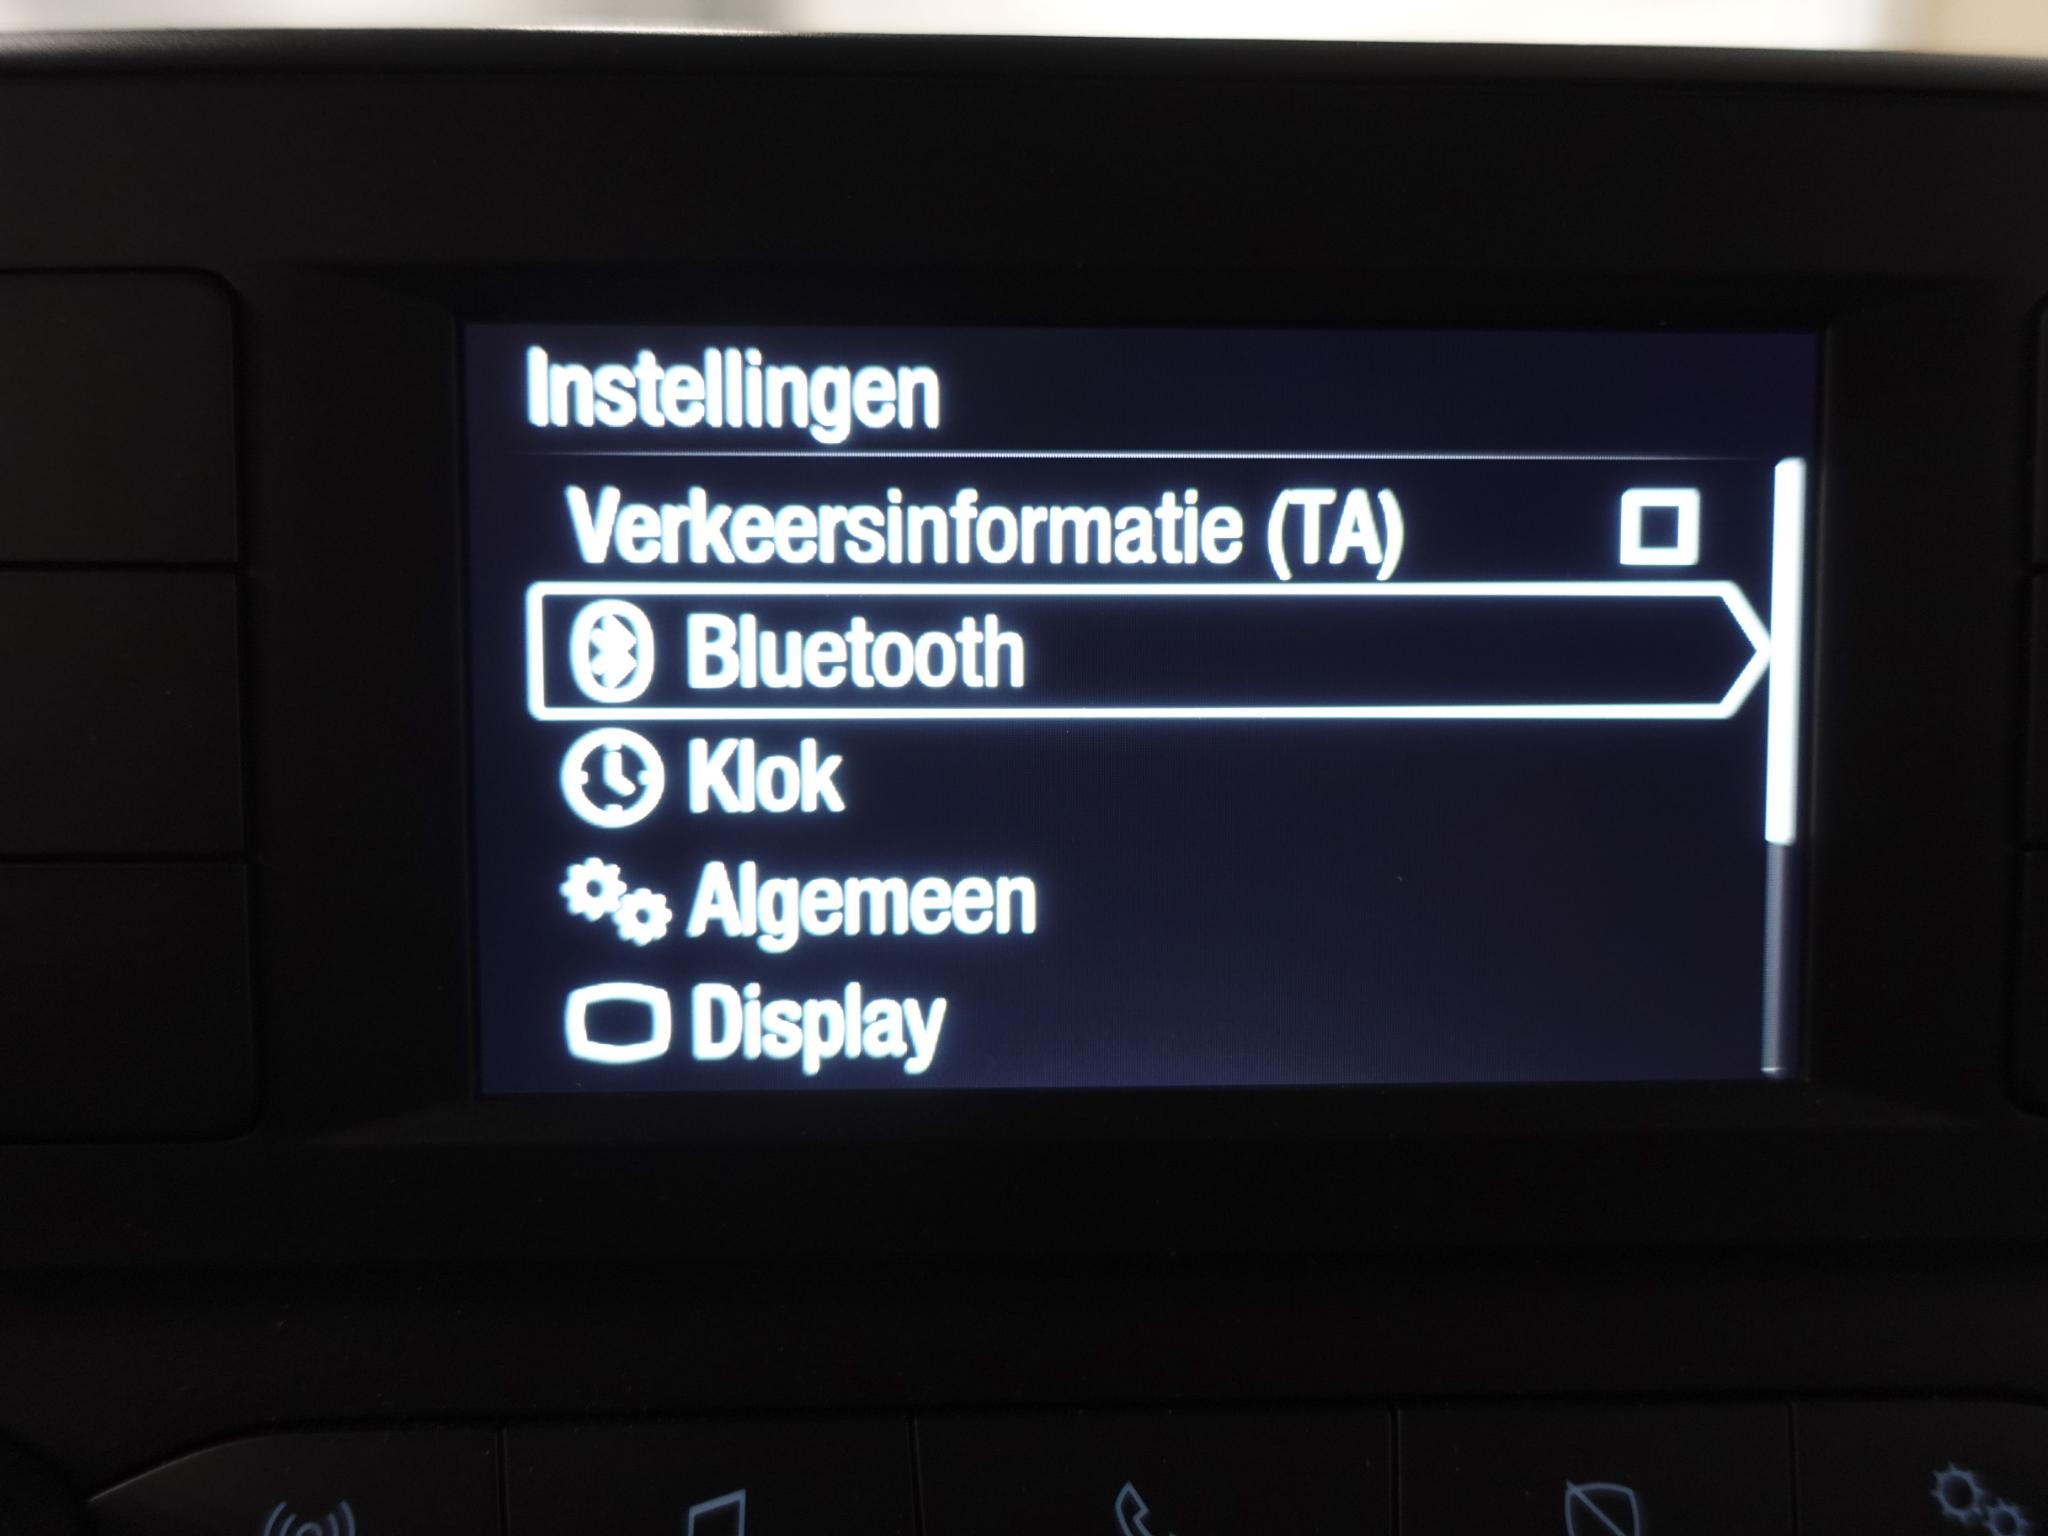 Instellingen
Verkeersinformatie (TA)
Bluetooth
Klok
Algemeen
Display